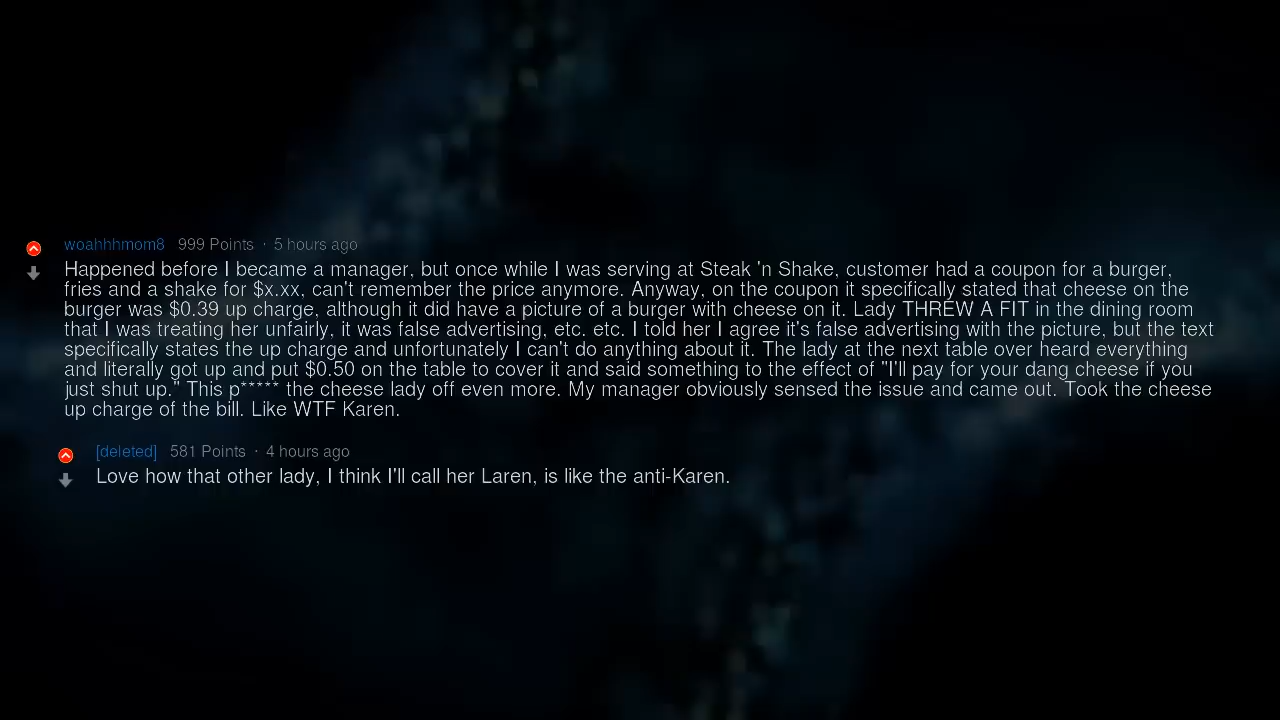 woahhhmom8 999 Points · 5 hours ago
Happened before I became a manager, but once while I was serving at Steak 'n Shake, customer had a coupon for a burger,
fries and a shake for $x.xx, can't remember the price anymore. Anyway, on the coupon it specifically stated that cheese on the
burger was $0.39 up charge, although it did have a picture of a burger with cheese on it. Lady THREW A FIT in the dining room
that I was treating her unfairly, it was false advertising, etc. etc. I told her I agree it's false advertising with the picture, but the text
specifically states the up charge and unfortunately I can't do anything about it. The lady at the next table over heard everything
and literally got up and put $0.50 on the table to cover it and said something to the effect of "I'll pay for your dang cheese if you
just shut up." This p***** the cheese lady off even more. My manager obviously sensed the issue and came out. Took the cheese
up charge of the bill. Like WTF Karen.
[deleted] 581 Points · 4 hours ago
Love how that other lady, I think I'll call her Laren, is like the anti-Karen.